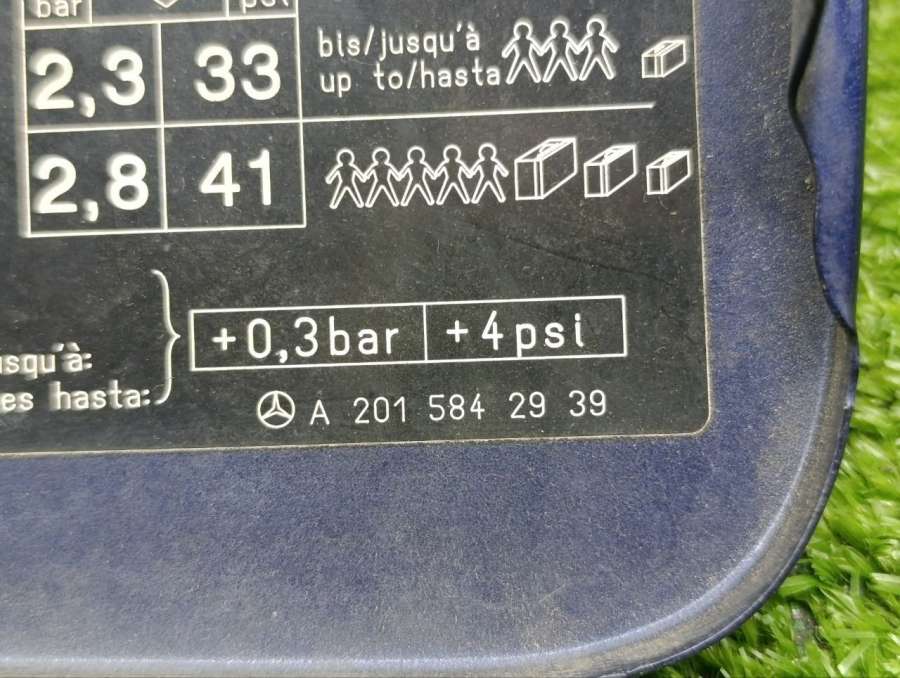 bar psi
2,3 33 bis/jusqu'à
up to/hasta
2,8 41
+0,3bar +4psi
usqu'à:
es hasta:
A 201 584 29 39